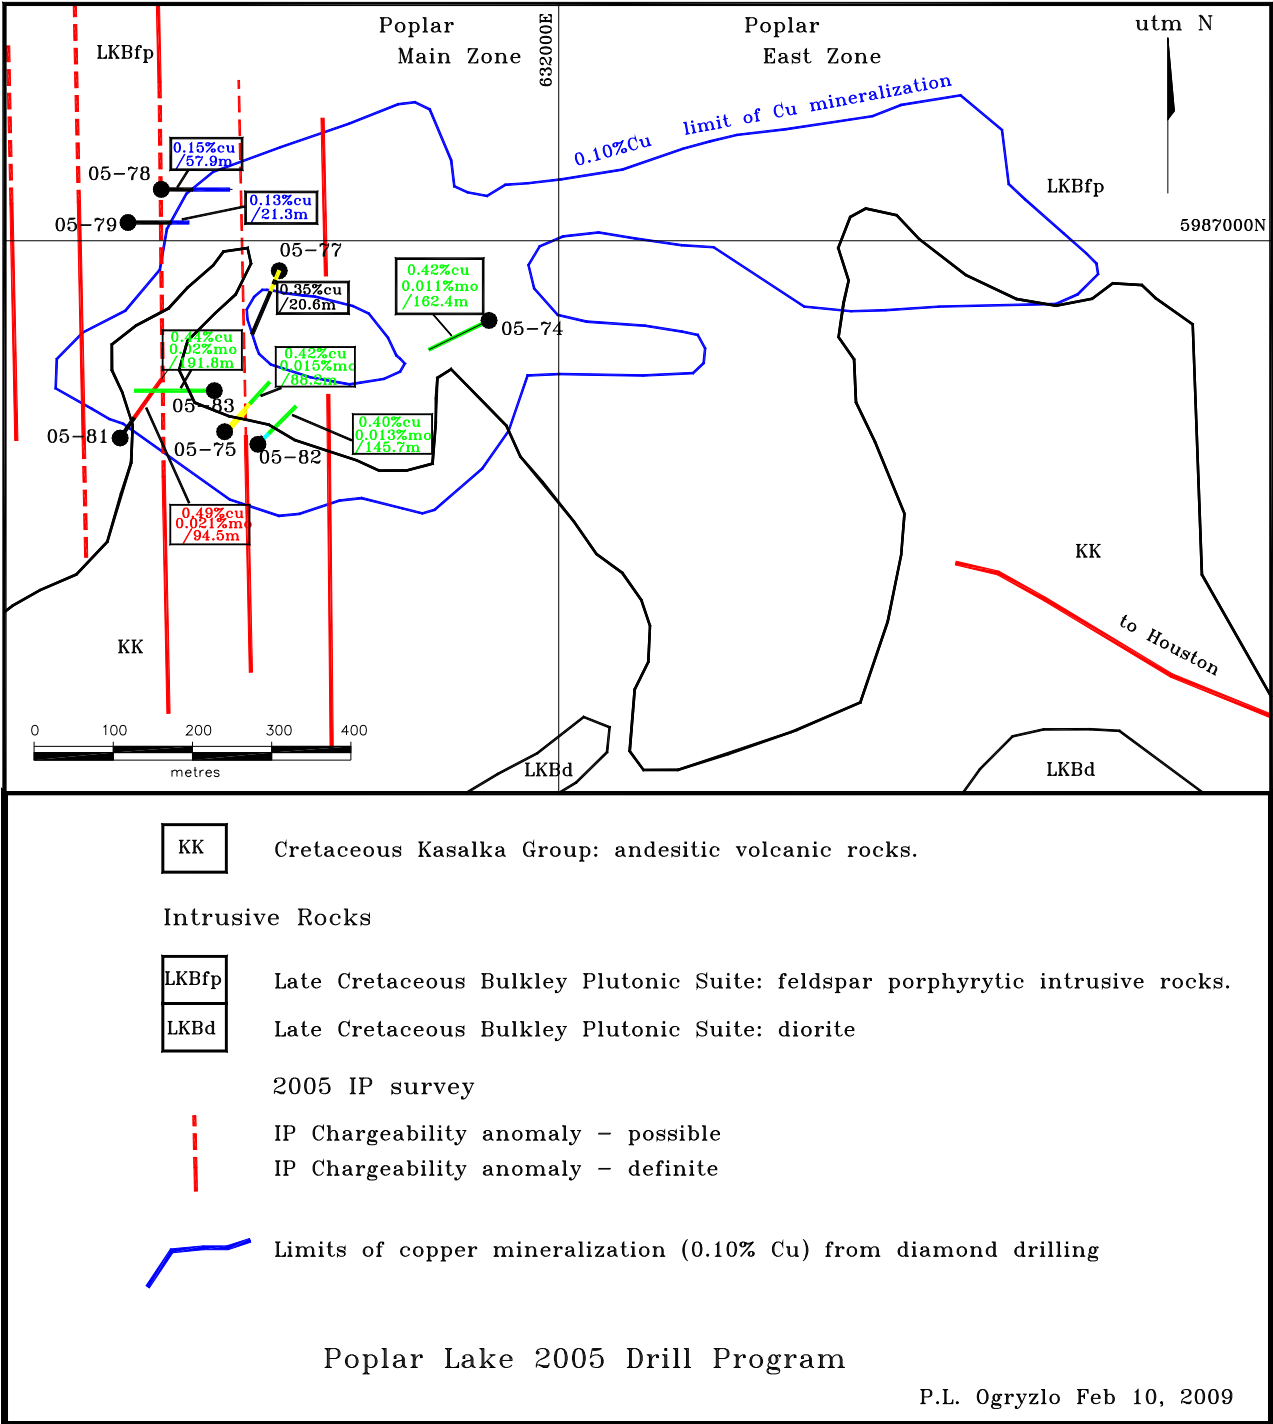 Poplar
Main Zone
632000E
Poplar
East Zone
utm N
LKBfp
0.10%Cu limit of Cu mineralization
0.15%cu
/57.9m
05-78
0.13%cu
/21.3m
05-79
LKBfp
5987000N
05-77
0.35%cu
/20.6m
0.42%cu
0.011%mo
/162.4m
05-74
0.44%cu
0.02%mo
/191.8m
0.42%cu
0.015%mo
/88.2m
05-83
05-81
05-75
05-82
0.40%cu
0.013%mo
/145.7m
0.49%cu
0.021%mo
/94.5m
KK
KK
to Houston
0 100 200 300 400
metres
LKBd
LKBd
KK
Cretaceous Kasalka Group: andesitic volcanic rocks.
Intrusive Rocks
LKBfp
Late Cretaceous Bulkley Plutonic Suite: feldspar porphyrytic intrusive rocks.
LKBd
Late Cretaceous Bulkley Plutonic Suite: diorite
2005 IP survey
IP Chargeability anomaly - possible
IP Chargeability anomaly - definite
Limits of copper mineralization (0.10% Cu) from diamond drilling
Poplar Lake 2005 Drill Program
P.L. Ogryzlo Feb 10, 2009